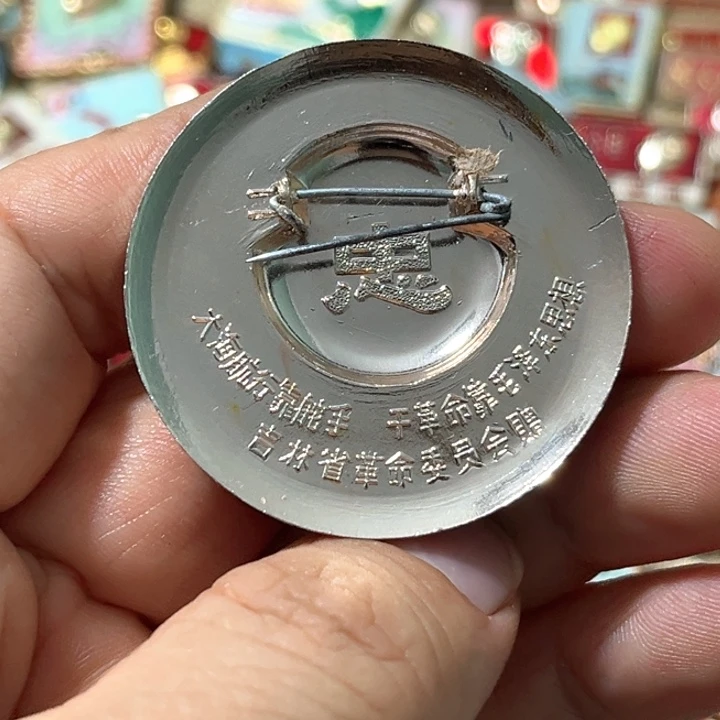 忠
大海航行靠舵手 干革命靠毛泽东思想
吉林省革命委员会赠